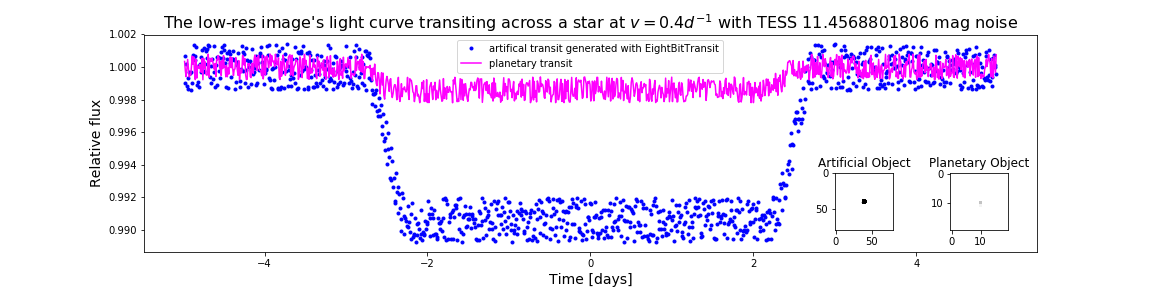 The low-res image's light curve transiting across a star at v = 0.4d⁻¹ with TESS 11.4568801806 mag noise
artifical transit generated with EightBitTransit
planetary transit
Relative flux
1.002
1.000
0.998
0.996
0.994
0.992
0.990
Artificial Object
0
50
0
50
Planetary Object
0
10
0
10
−4
−2
0
2
4
Time [days]